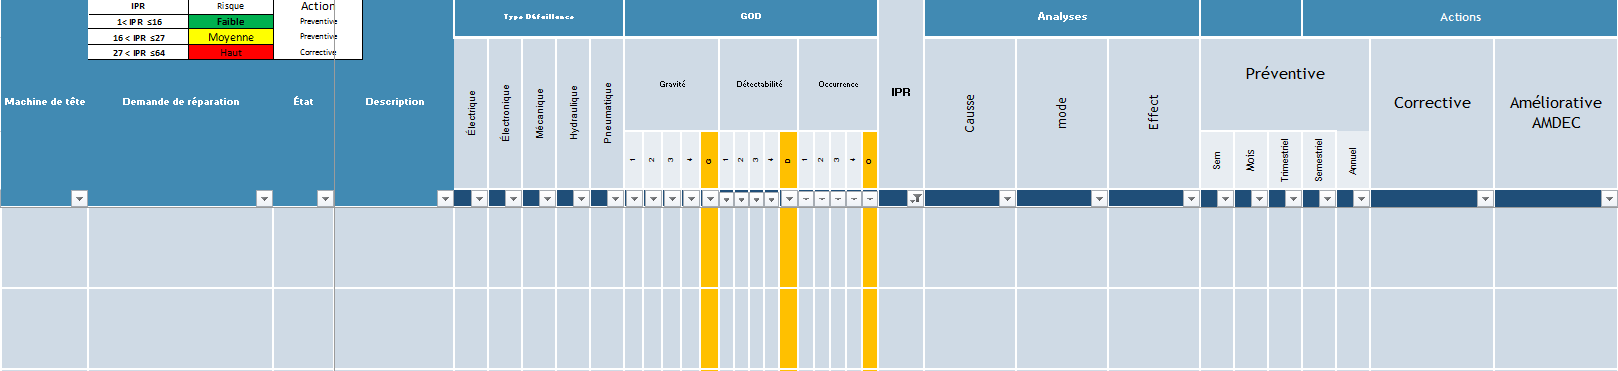 IPR Risque Action
1< IPR ≤16 Faible Preventive
16 < IPR ≤27 Moyenne Preventive
27 < IPR ≤64 Haut Corrective
Type Défaillance GOD Analyses Actions
Machine de tête Demande de réparation État Description
Électrique
Électronique
Mécanique
Hydraulique
Pneumatique
Gravité Détectabilité Occurrence
1 2 3 4 G 1 2 3 4 D 1 2 3 4 O
IPR
Causse
mode
Effect
Préventive
Sem
Mois
Trimestriel
Semestriel
Annuel
Corrective
Améliorative
AMDEC